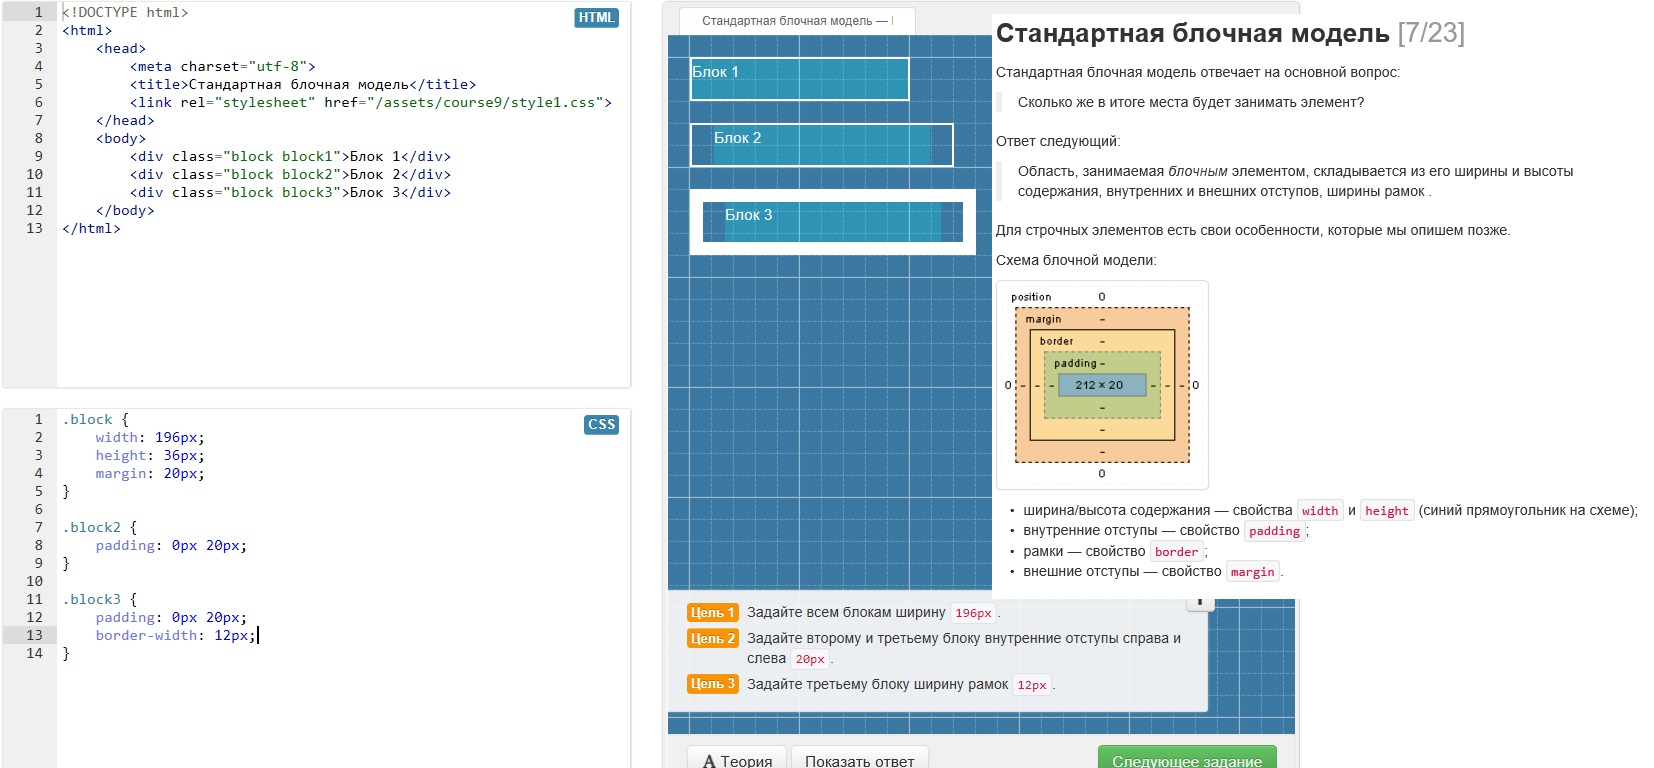 1 <!DOCTYPE html>
HTML
2 <html>
3 <head>
4 <meta charset="utf-8">
5 <title>Стандартная блочная модель</title>
6 <link rel="stylesheet" href="/assets/course9/style1.css">
7 </head>
8 <body>
9 <div class="block block1">Блок 1</div>
10 <div class="block block2">Блок 2</div>
11 <div class="block block3">Блок 3</div>
12 </body>
13 </html>
1 .block {
CSS
2 width: 196px;
3 height: 36px;
4 margin: 20px;
5 }
6
7 .block2 {
8 padding: 0px 20px;
9 }
10
11 .block3 {
12 padding: 0px 20px;
13 border-width: 12px;
14 }
Стандартная блочная модель —
Блок 1
Блок 2
Блок 3
Цель 1 Задайте всем блокам ширину 196px.
Цель 2 Задайте второму и третьему блоку внутренние отступы справа и
слева 20px.
Цель 3 Задайте третьему блоку ширину рамок 12px.
A Теория
Показать ответ
Следующее задание
Стандартная блочная модель [7/23]
Стандартная блочная модель отвечает на основной вопрос:
Сколько же в итоге места будет занимать элемент?
Ответ следующий:
Область, занимаемая блочным элементом, складывается из его ширины и высоты
содержания, внутренних и внешних отступов, ширины рамок .
Для строчных элементов есть свои особенности, которые мы опишем позже.
Схема блочной модели:
position 0
margin -
border -
padding -
0 - - - 212 × 20 - - - 0
-
-
-
0
• ширина/высота содержания — свойства width и height (синий прямоугольник на схеме);
• внутренние отступы — свойство padding;
• рамки — свойство border;
• внешние отступы — свойство margin.